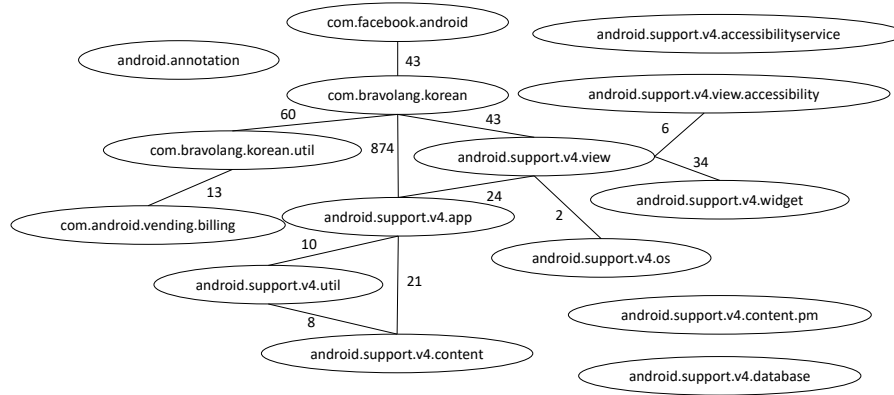 com.facebook.android
android.support.v4.accessibilityservice
android.annotation
43
com.bravolang.korean
android.support.v4.view.accessibility
60
43
6
com.bravolang.korean.util
874
android.support.v4.view
34
13
24
android.support.v4.widget
com.android.vending.billing
android.support.v4.app
2
10
android.support.v4.os
android.support.v4.util
21
8
android.support.v4.content.pm
android.support.v4.content
android.support.v4.database